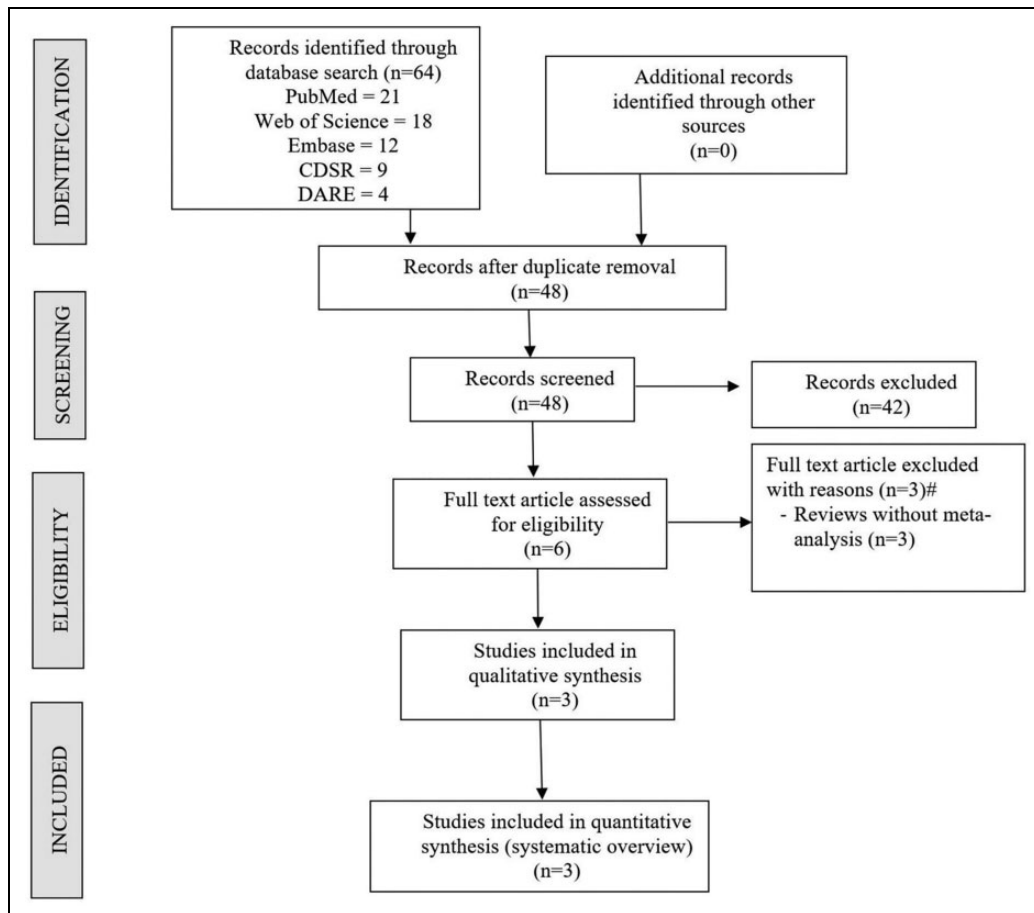 IDENTIFICATION
Records identified through
database search (n=64)
PubMed = 21
Web of Science = 18
Embase = 12
CDSR = 9
DARE = 4
Additional records
identified through other
sources
(n=0)
Records after duplicate removal
(n=48)
SCREENING
Records screened
(n=48)
Records excluded
(n=42)
ELIGIBILITY
Full text article assessed
for eligibility
(n=6)
Full text article excluded
with reasons (n=3)#
- Reviews without meta-
analysis (n=3)
Studies included in
qualitative synthesis
(n=3)
INCLUDED
Studies included in quantitative
synthesis (systematic overview)
(n=3)